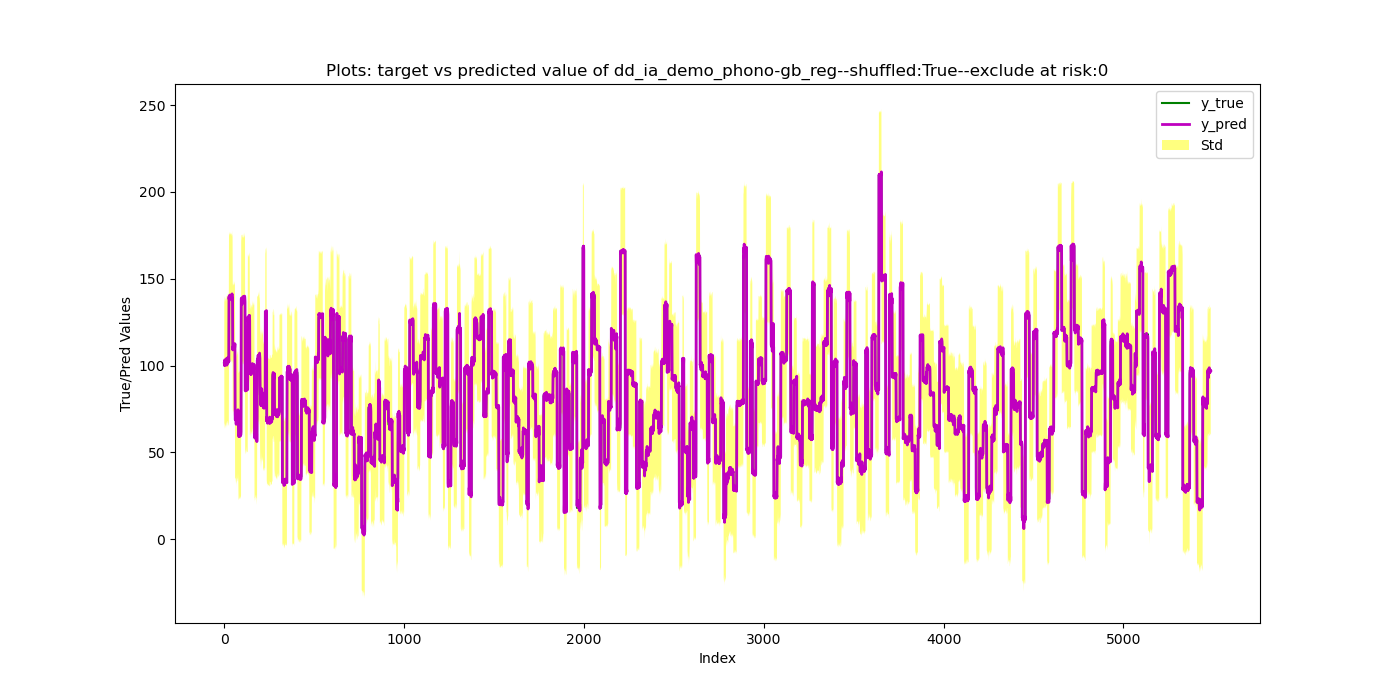 Plots: target vs predicted value of dd_ia_demo_phono-gb_reg--shuffled:True--exclude at risk:0
250
200
150
100
50
0
True/Pred Values
y_true
y_pred
Std
0
1000
2000
3000
4000
5000
Index